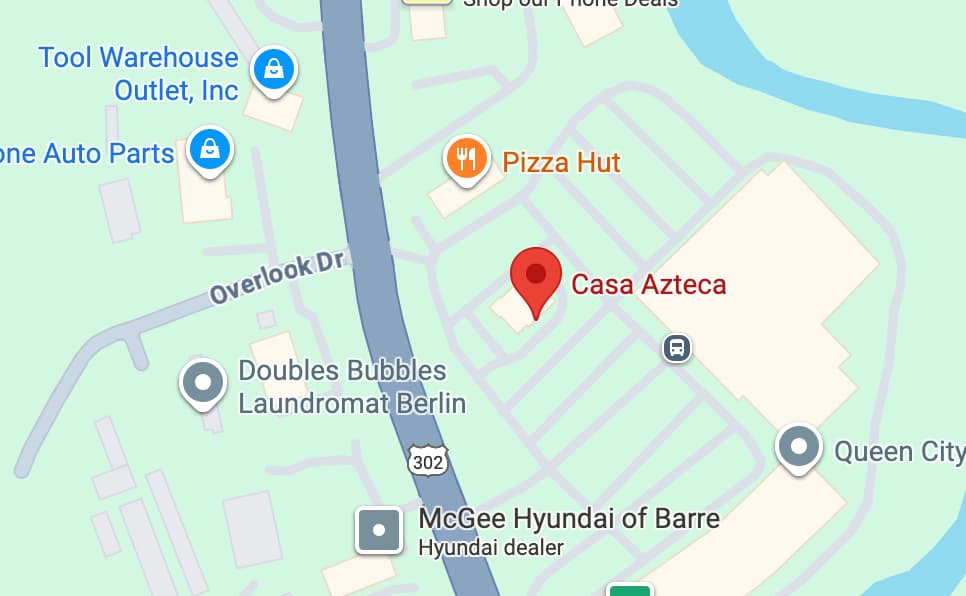 Shop our Phone Deals
Tool Warehouse
Outlet, Inc
one Auto Parts
Pizza Hut
Overlook Dr
Casa Azteca
Doubles Bubbles
Laundromat Berlin
Queen City
302
McGee Hyundai of Barre
Hyundai dealer